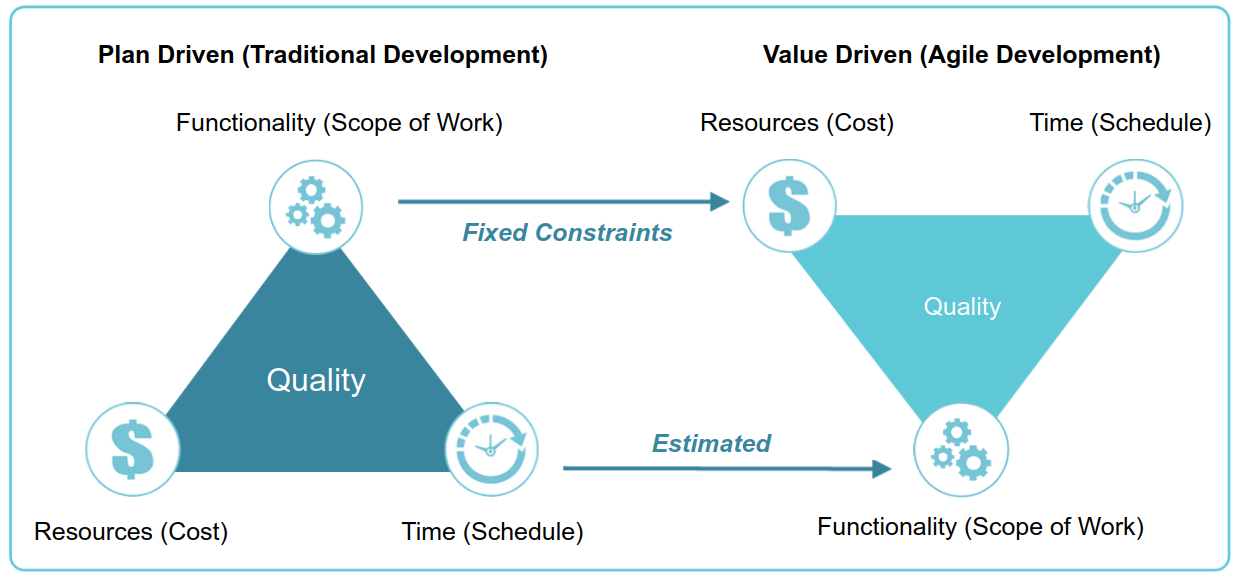 Plan Driven (Traditional Development)
Value Driven (Agile Development)
Functionality (Scope of Work)
Resources (Cost)
Time (Schedule)
Fixed Constraints
Quality
Quality
Estimated
Resources (Cost)
Time (Schedule)
Functionality (Scope of Work)